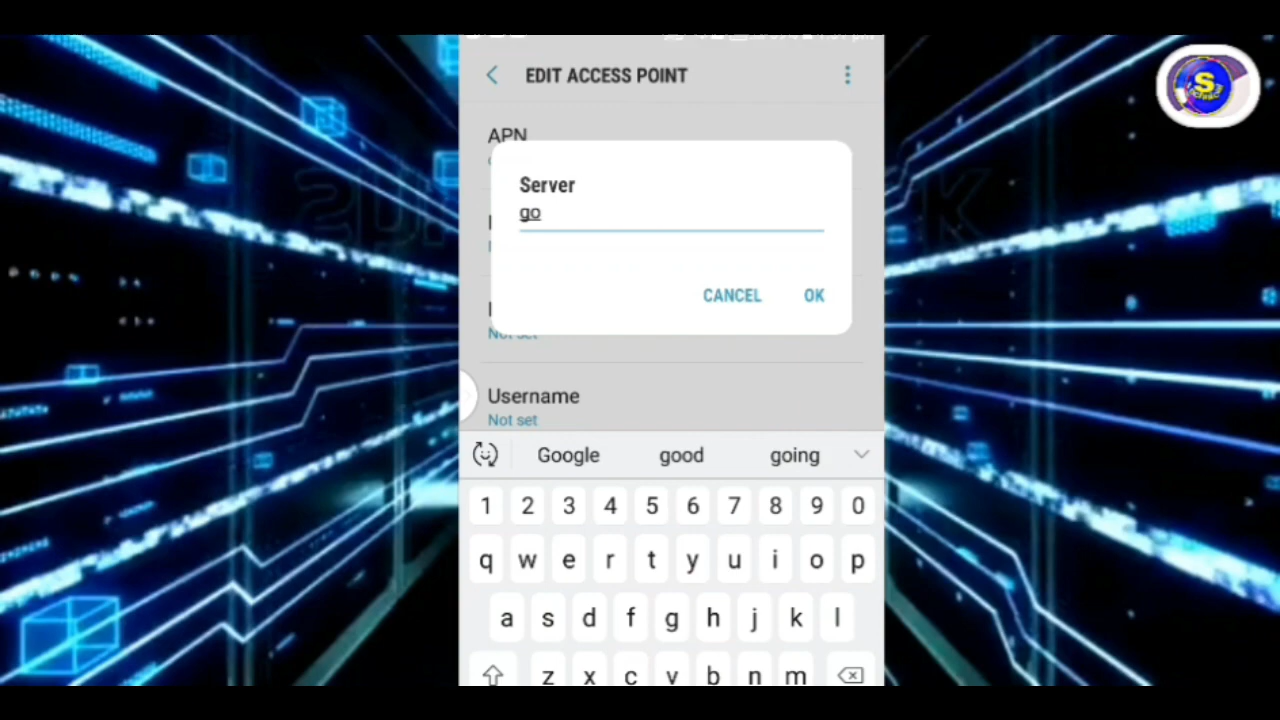 EDIT ACCESS POINT
APN
Server
go
CANCEL
OK
Not set
Username
Not set
Google good going
1 2 3 4 5 6 7 8 9 0
q w e r t y u i o p
a s d f g h j k l
z x c v b n m
S